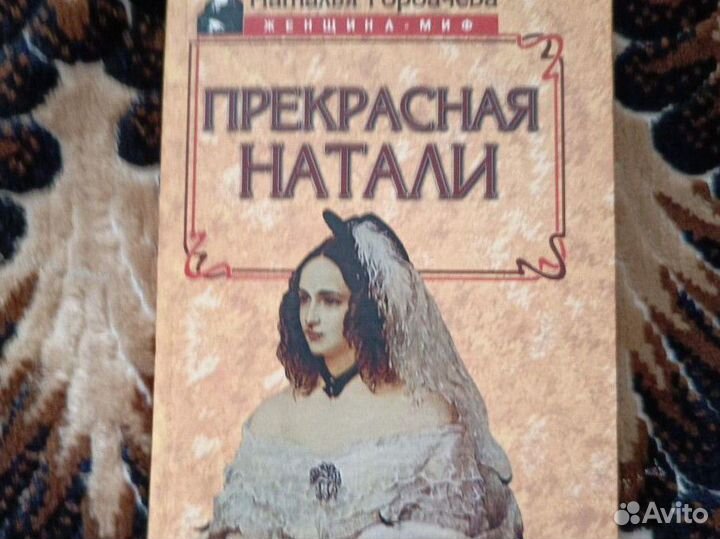 Наталья Горбачева
ЖЕНЩИНА-МИФ
ПРЕКРАСНАЯ
НАТАЛИ
Avito